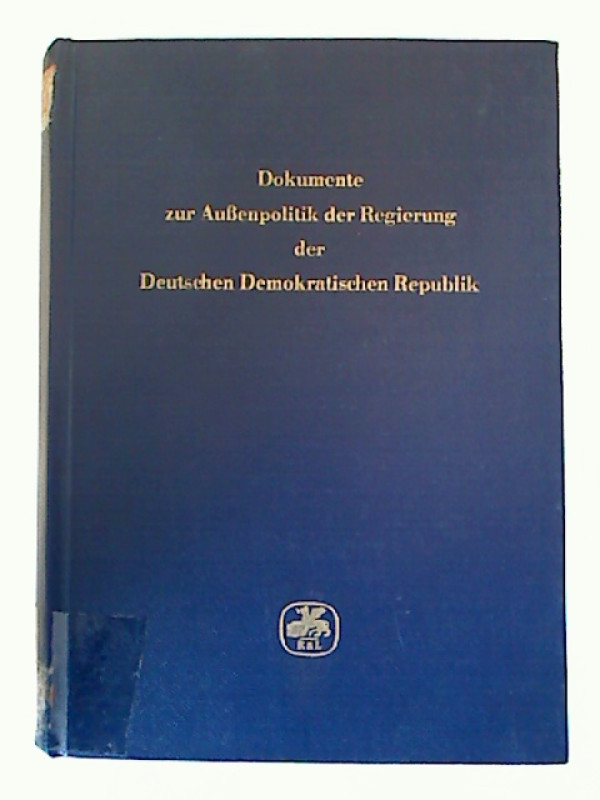 Dokumente
zur Außenpolitik der Regierung
der
Deutschen Demokratischen Republik
R&L